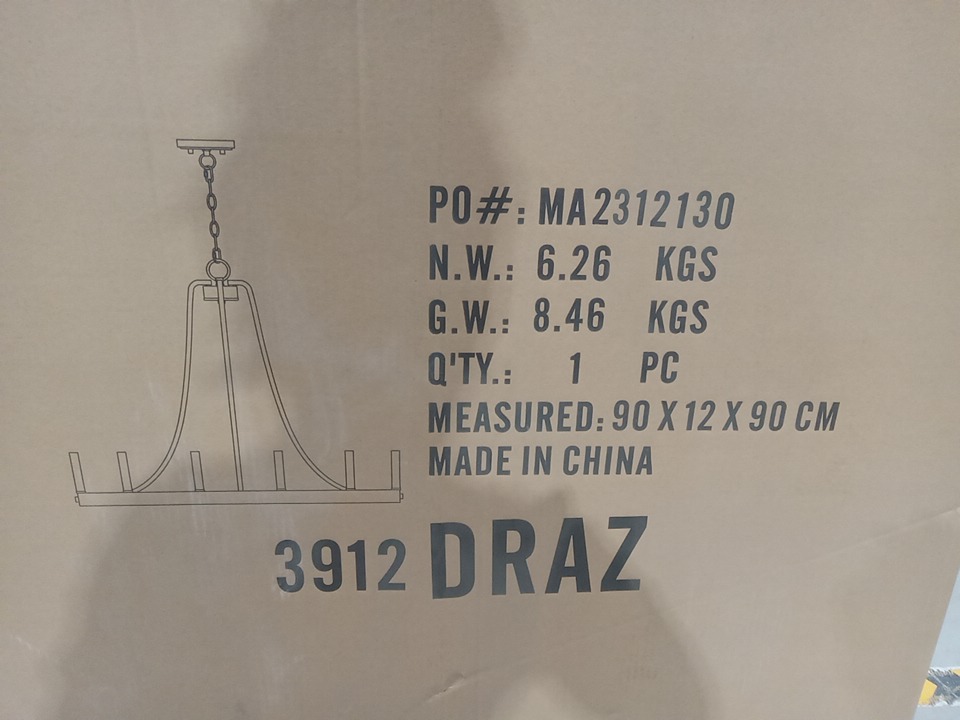 PO#: MA2312130
N.W.: 6.26 KGS
G.W.: 8.46 KGS
Q'TY.: 1 PC
MEASURED: 90 X 12 X 90 CM
MADE IN CHINA
3912 DRAZ